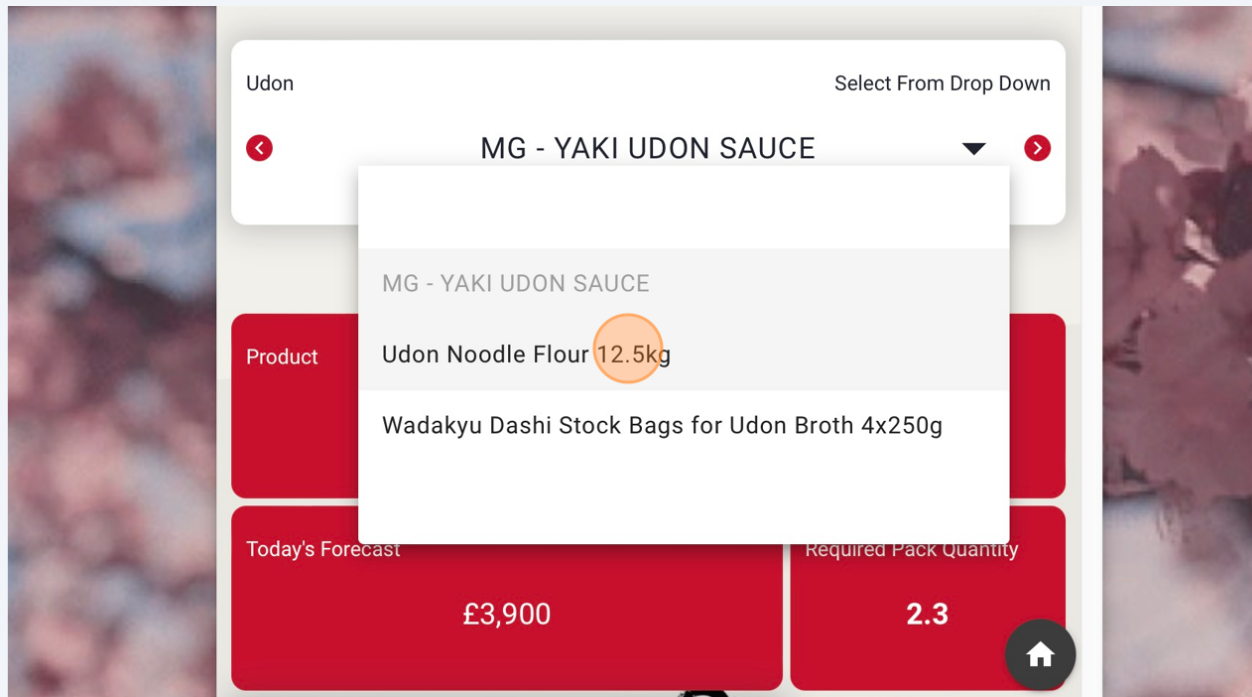 Udon
Select From Drop Down
MG - YAKI UDON SAUCE
MG - YAKI UDON SAUCE
Udon Noodle Flour 12.5kg
Wadakyu Dashi Stock Bags for Udon Broth 4x250g
Product
Today's Forecast
Required Pack Quantity
£3,900
2.3